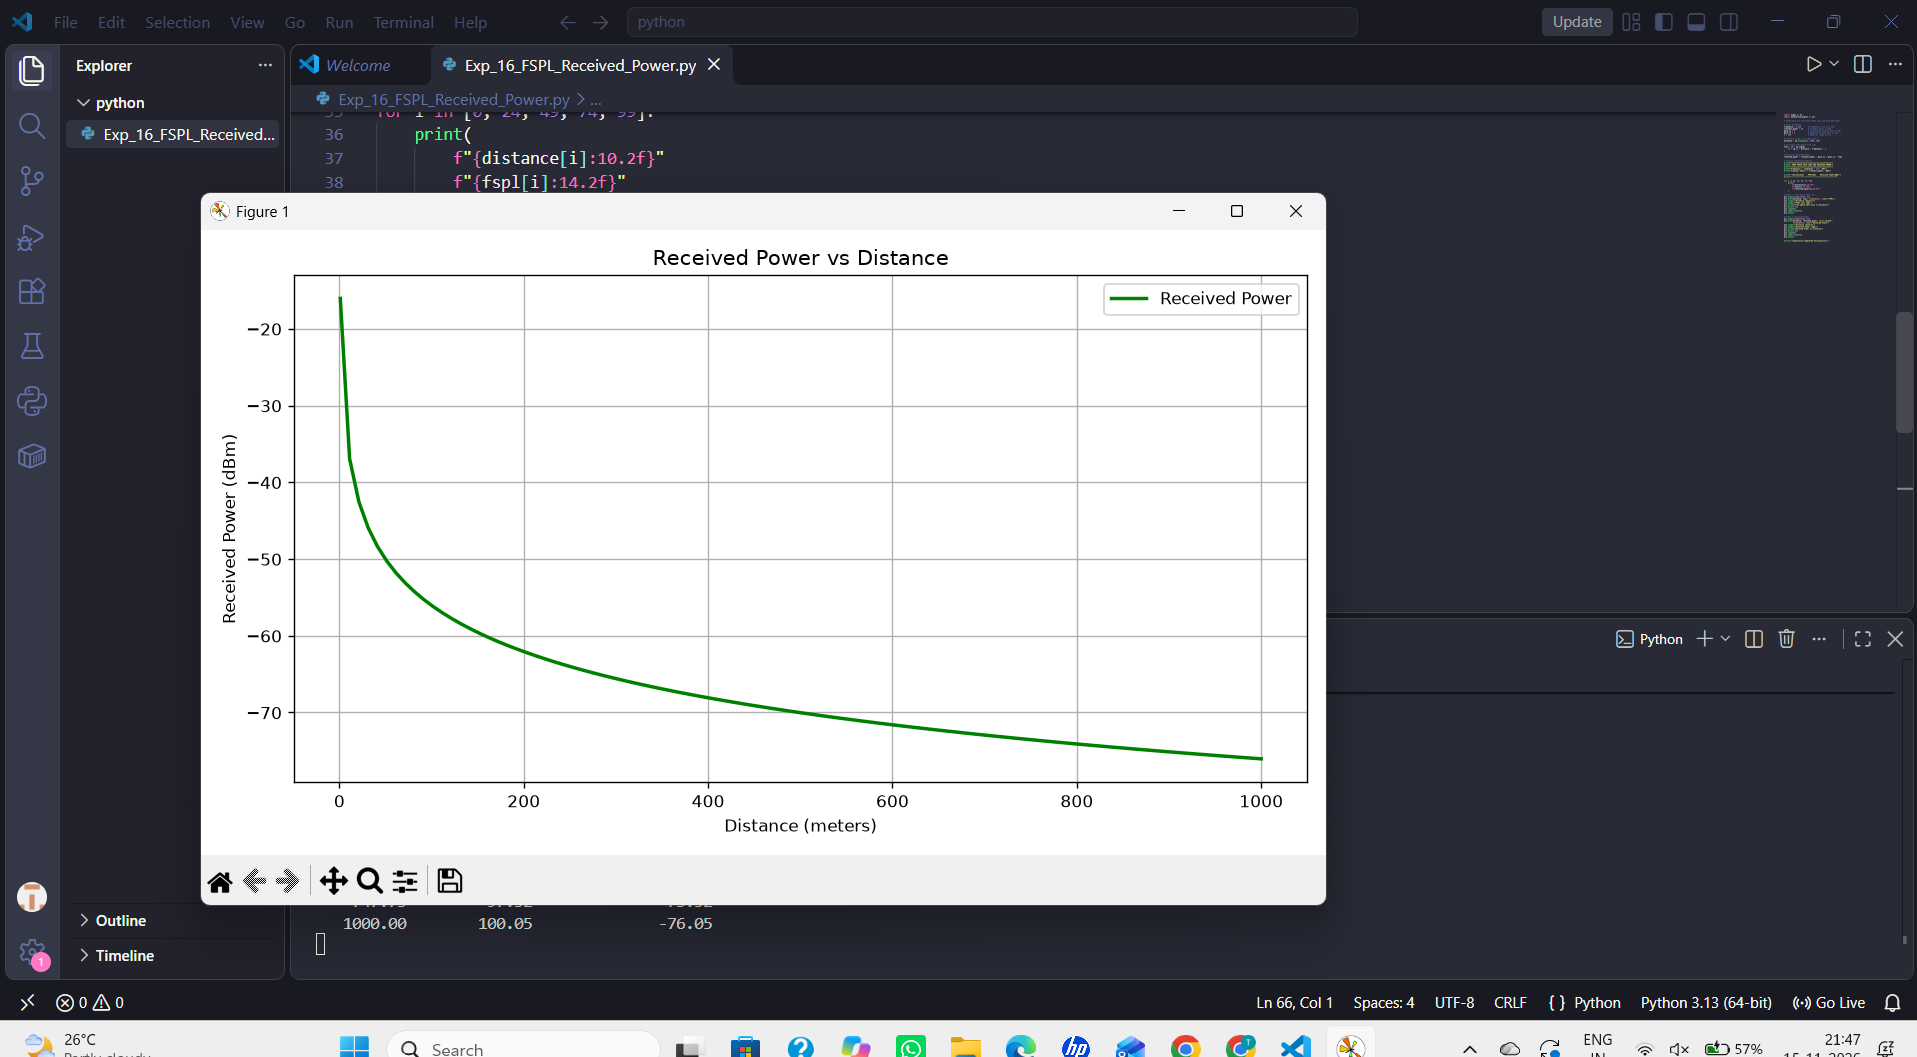 File Edit Selection View Go Run Terminal Help
python
Update
Explorer
python
Exp_16_FSPL_Received...
Outline
Timeline
Welcome
Exp_16_FSPL_Received_Power.py
Exp_16_FSPL_Received_Power.py > ...
36 print(
37 f"{distance[i]:10.2f}"
38 f"{fspl[i]:14.2f}"
Figure 1
Received Power vs Distance
Received Power
Received Power (dBm)
−20
−30
−40
−50
−60
−70
0 200 400 600 800 1000
Distance (meters)
Python
1000.00 100.05 -76.05
1
0 0
Ln 66, Col 1 Spaces: 4 UTF-8 CRLF { } Python Python 3.13 (64-bit) Go Live
26°C
Search
ENG
IN
57%
21:47